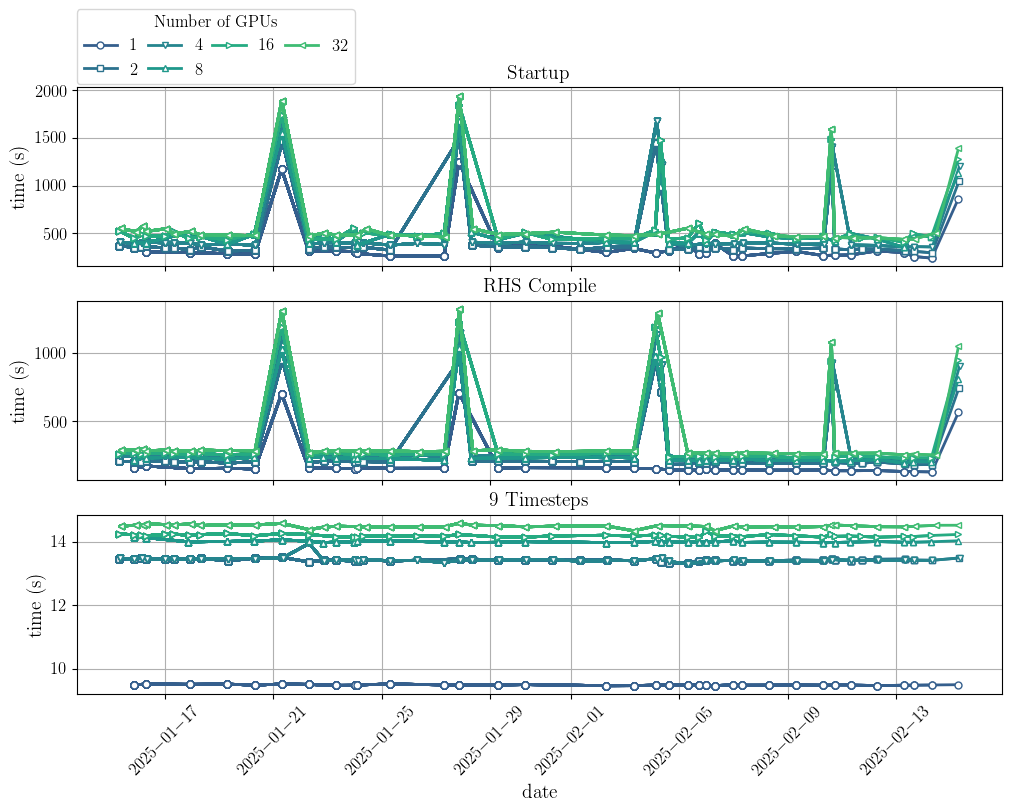 Number of GPUs
1 4 16 32
2 8
Startup
2000
1500
1000
500
time (s)
RHS Compile
1000
500
time (s)
9 Timesteps
14
12
10
time (s)
2025−01−17 2025−01−21 2025−01−25 2025−01−29 2025−02−01 2025−02−05 2025−02−09 2025−02−13
date